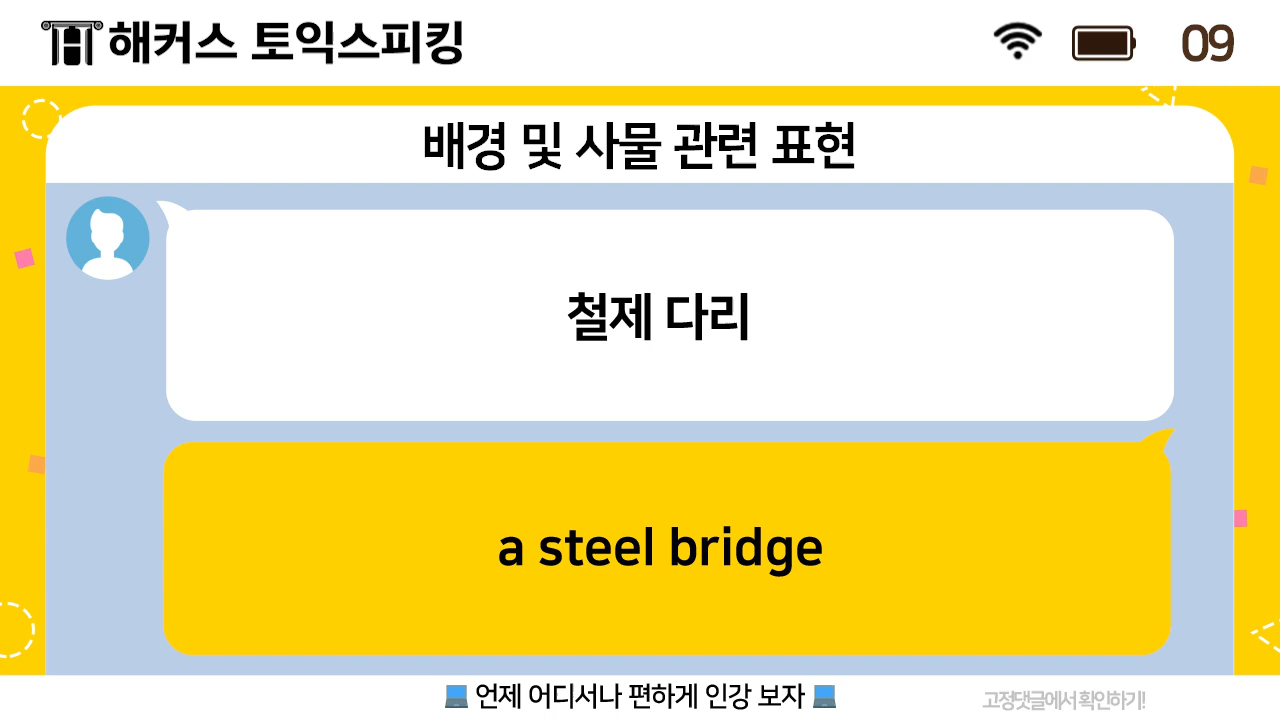 해커스 토익스피킹
09
배경 및 사물 관련 표현
철제 다리
a steel bridge
언제 어디서나 편하게 인강 보자
고정댓글에서 확인하기!